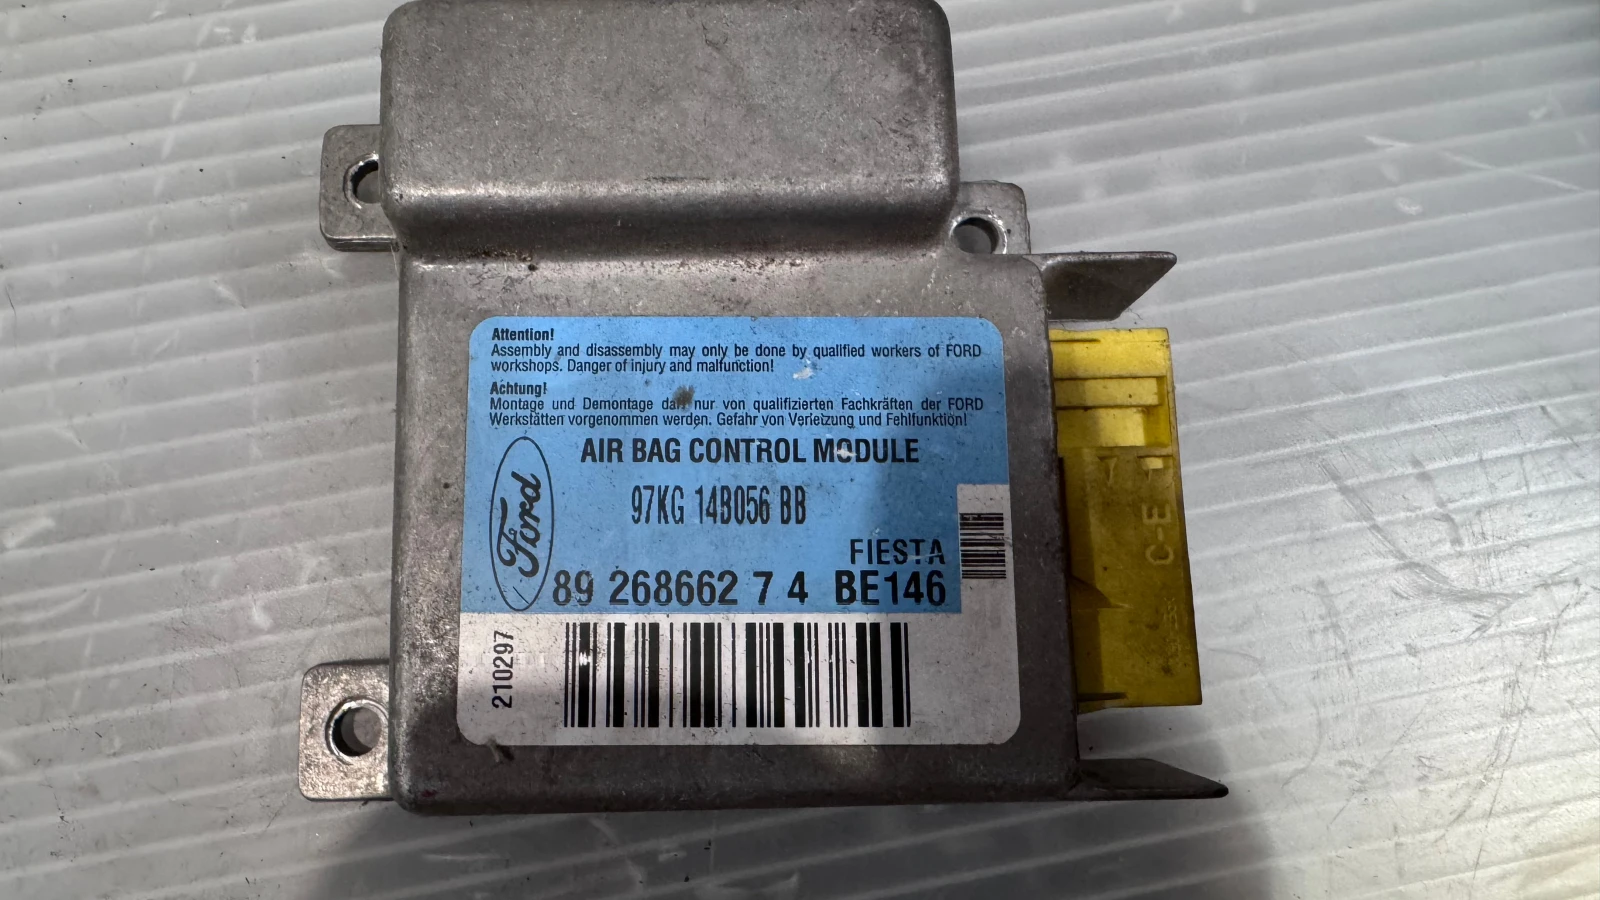 Attention!
Assembly and disassembly may only be done by qualified workers of FORD
workshops. Danger of injury and malfunction!
Achtung!
Montage und Demontage darf nur von qualifizierten Fachkräften der FORD
Werkstätten vorgenommen werden. Gefahr von Verletzung und Fehlfunktion!
AIR BAG CONTROL MODULE
97KG 14B056 BB
Ford
FIESTA
89 268662 7 4 BE146
210297
C-E